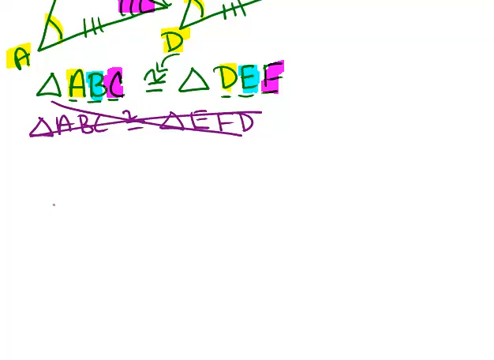 A
D
△ ABC ≅ △ DEF
△ABC ≅ △EFD